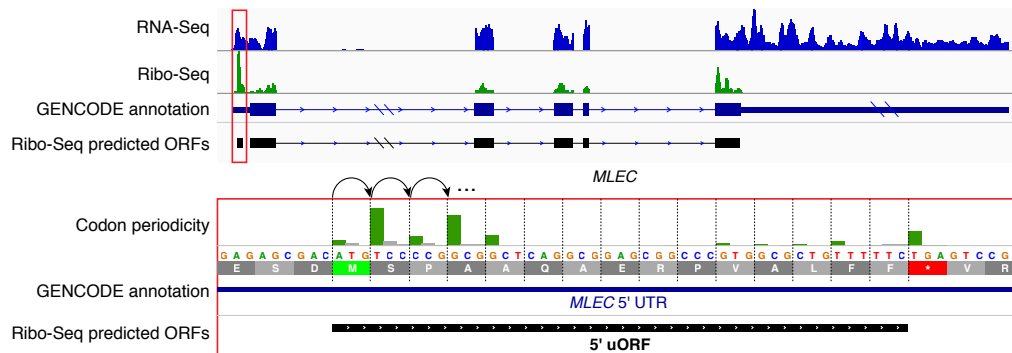 RNA-Seq
Ribo-Seq
GENCODE annotation
Ribo-Seq predicted ORFs
MLEC
...
Codon periodicity
G A G A G C G A C A T G T C C C C G G C G G C T C A G G C G G A G C G G C C C G T G G C G C T G T T T T T C T G A G T C C G
E S D M S P A A Q A E R P V A L F F * V R
GENCODE annotation
MLEC 5' UTR
Ribo-Seq predicted ORFs
5' uORF